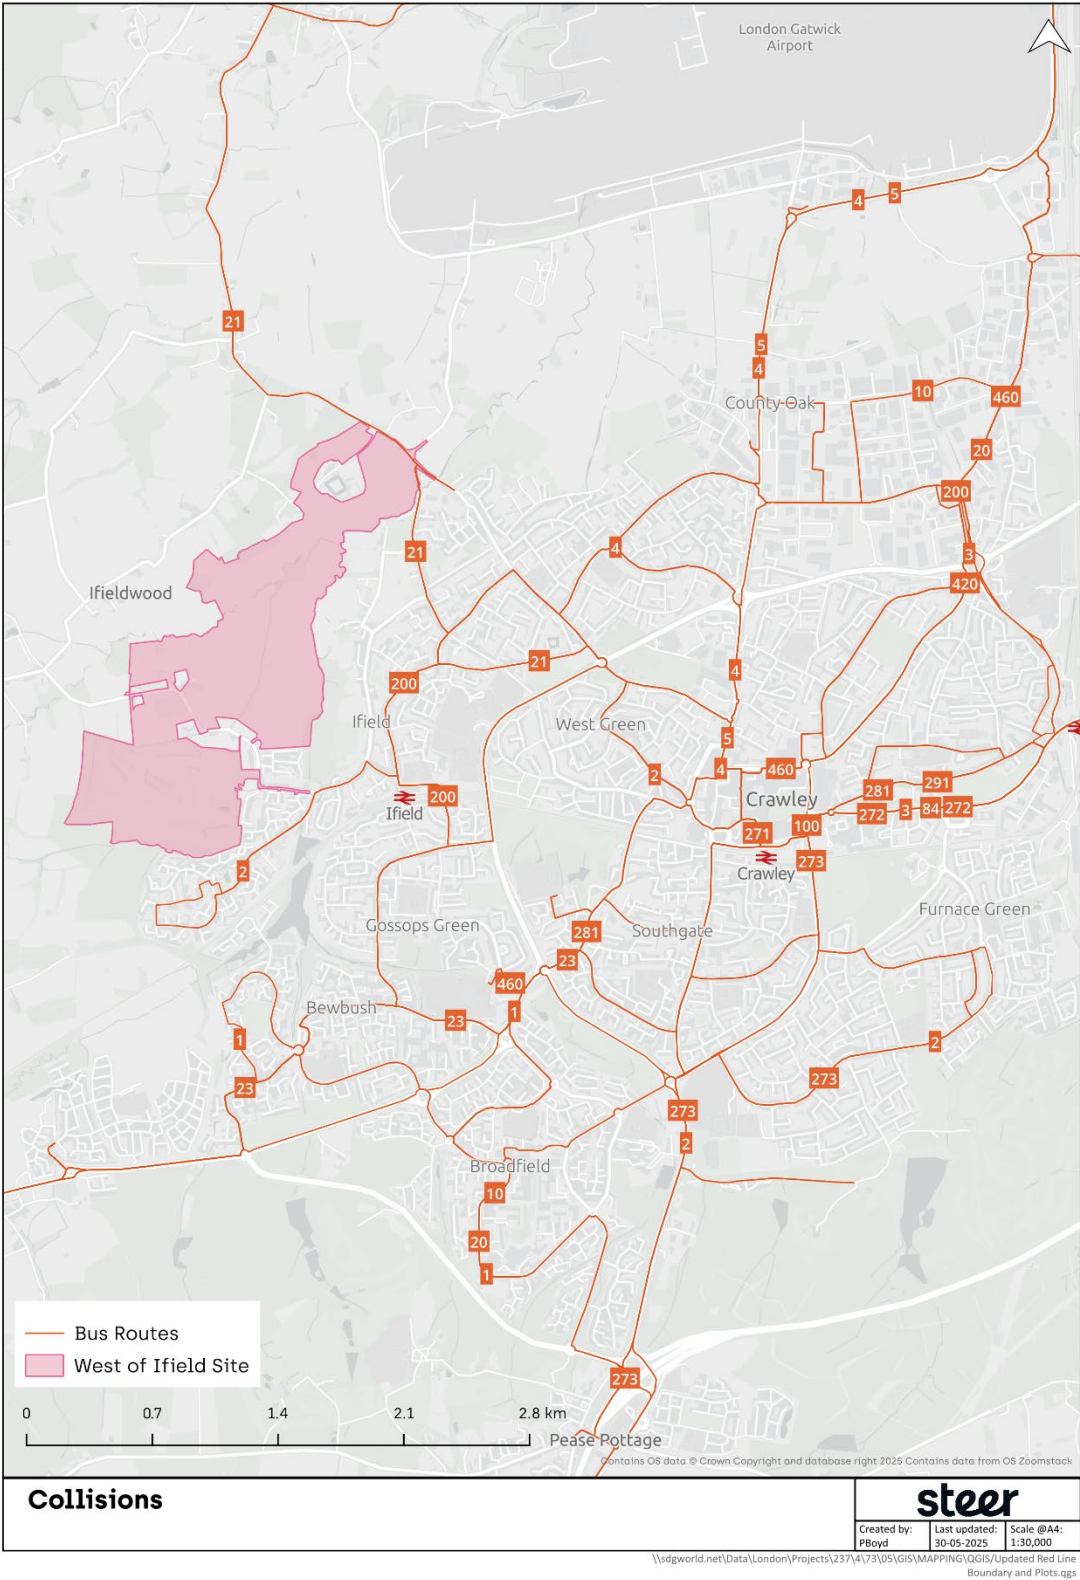 London Gatwick
Airport
4
5
21
5
4
County Oak
10
460
20
200
3
420
21
4
Ifieldwood
21
200
4
Ifield
West Green
5
4
460
2
Crawley
281
291
272
3
84
272
200
Ifield
271
100
Crawley
273
2
Gossops Green
281
Southgate
Furnace Green
23
460
1
Bewbush
23
1
2
23
273
273
2
Broadfield
10
20
1
273
Pease Pottage
Bus Routes
West of Ifield Site
0 0.7 1.4 2.1 2.8 km
Contains OS data © Crown Copyright and database right 2025 Contains data from OS Zoomstack
Collisions
steer
Created by:
PBoyd
Last updated:
30-05-2025
Scale @A4:
1:30,000
\\sdgworld.net\Data\London\Projects\237\4\73\05\GIS\MAPPING\QGIS/Updated Red Line
Boundary and Plots.qgs